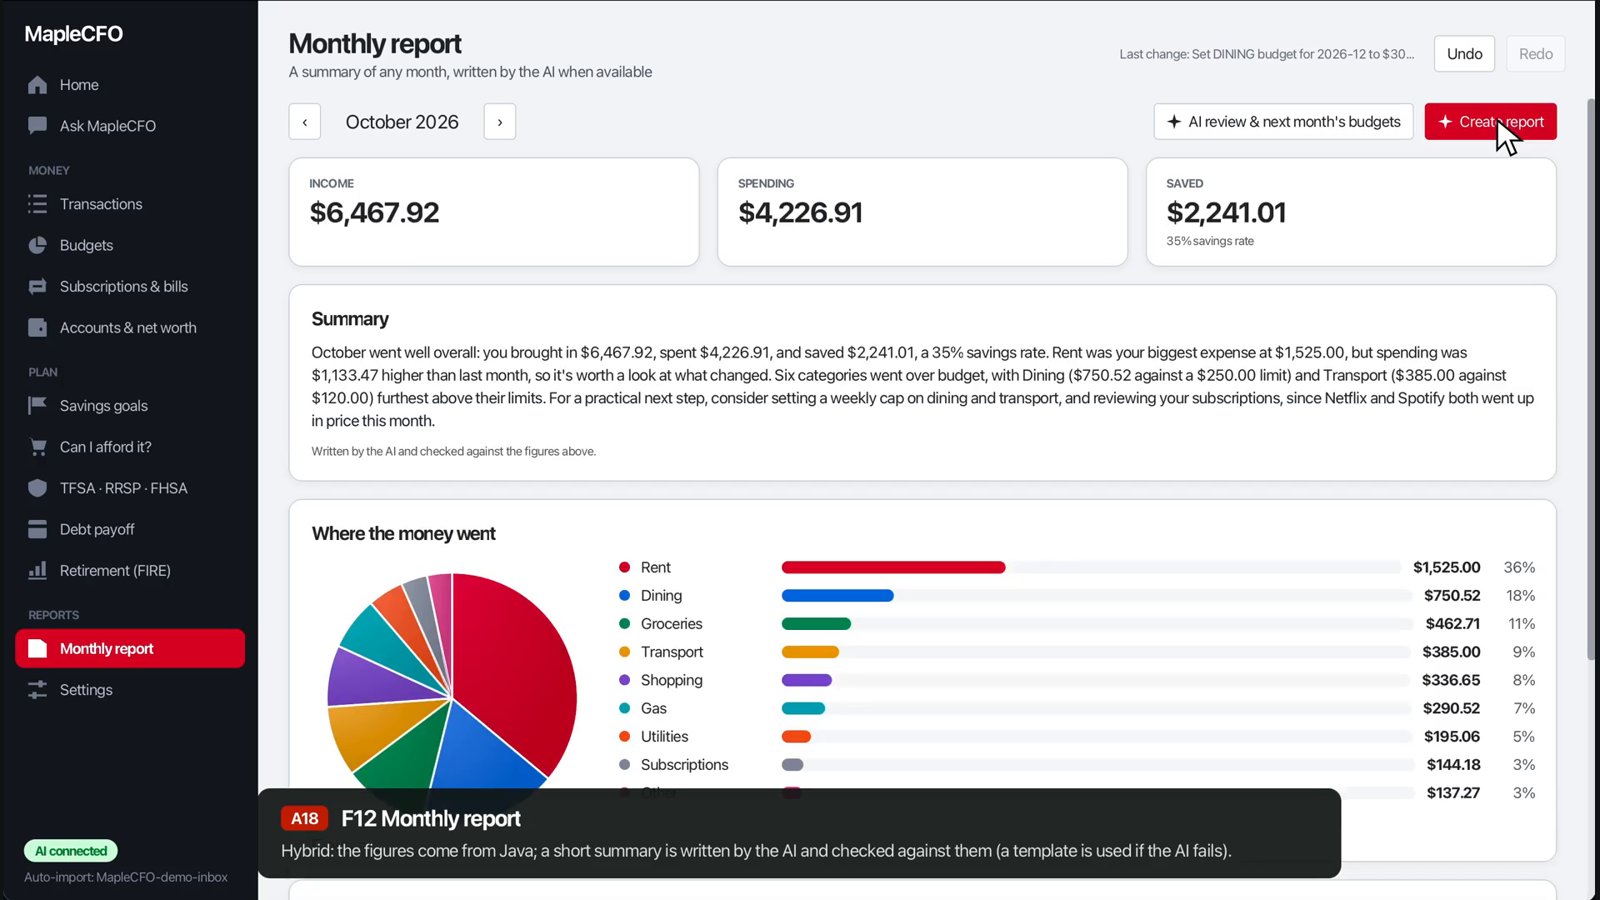 MapleCFO
Home
Ask MapleCFO
MONEY
Transactions
Budgets
Subscriptions & bills
Accounts & net worth
PLAN
Savings goals
Can I afford it?
TFSA · RRSP · FHSA
Debt payoff
Retirement (FIRE)
REPORTS
Monthly report
Settings
AI connected
Auto-import: MapleCFO-demo-inbox
Monthly report
A summary of any month, written by the AI when available
Last change: Set DINING budget for 2026-12 to $30...
Undo
Redo
‹ October 2026 ›
AI review & next month's budgets
Create report
INCOME
$6,467.92
SPENDING
$4,226.91
SAVED
$2,241.01
35% savings rate
Summary
October went well overall: you brought in $6,467.92, spent $4,226.91, and saved $2,241.01, a 35% savings rate. Rent was your biggest expense at $1,525.00, but spending was
$1,133.47 higher than last month, so it's worth a look at what changed. Six categories went over budget, with Dining ($750.52 against a $250.00 limit) and Transport ($385.00 against
$120.00) furthest above their limits. For a practical next step, consider setting a weekly cap on dining and transport, and reviewing your subscriptions, since Netflix and Spotify both went up
in price this month.
Written by the AI and checked against the figures above.
Where the money went
Rent $1,525.00 36%
Dining $750.52 18%
Groceries $462.71 11%
Transport $385.00 9%
Shopping $336.65 8%
Gas $290.52 7%
Utilities $195.06 5%
Subscriptions $144.18 3%
Other $137.27 3%
A18 F12 Monthly report
Hybrid: the figures come from Java; a short summary is written by the AI and checked against them (a template is used if the AI fails).